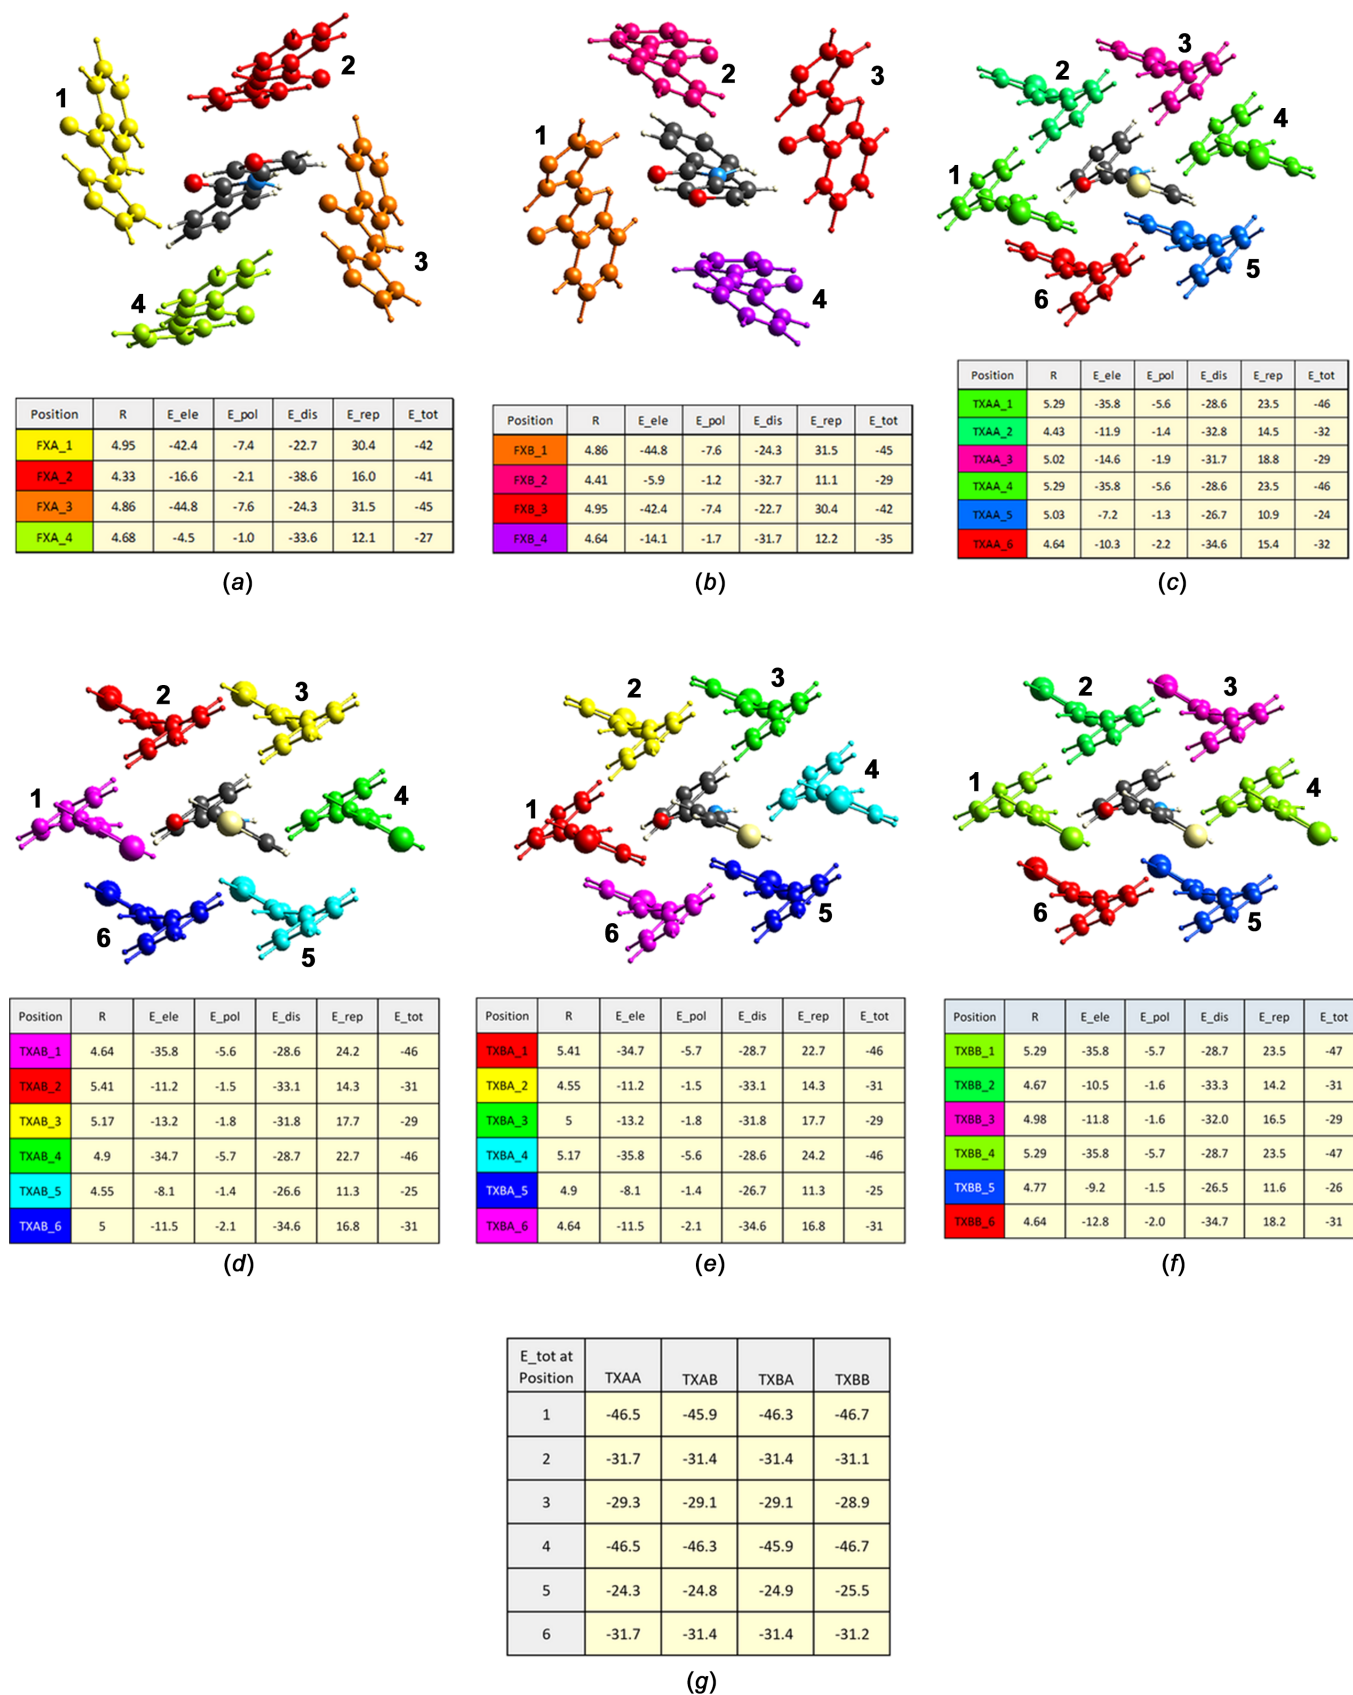 1
2
3
4
Position R E_ele E_pol E_dis E_rep E_tot
FXA_1 4.95 -42.4 -7.4 -22.7 30.4 -42
FXA_2 4.33 -16.6 -2.1 -38.6 16.0 -41
FXA_3 4.86 -44.8 -7.6 -24.3 31.5 -45
FXA_4 4.68 -4.5 -1.0 -33.6 12.1 -27
(a)
1
2
3
4
Position R E_ele E_pol E_dis E_rep E_tot
FXB_1 4.86 -44.8 -7.6 -24.3 31.5 -45
FXB_2 4.41 -5.9 -1.2 -32.7 11.1 -29
FXB_3 4.95 -42.4 -7.4 -22.7 30.4 -42
FXB_4 4.64 -14.1 -1.7 -31.7 12.2 -35
(b)
1
2
3
4
5
6
Position R E_ele E_pol E_dis E_rep E_tot
TXAA_1 5.29 -35.8 -5.6 -28.6 23.5 -46
TXAA_2 4.43 -11.9 -1.4 -32.8 14.5 -32
TXAA_3 5.02 -14.6 -1.9 -31.7 18.8 -29
TXAA_4 5.29 -35.8 -5.6 -28.6 23.5 -46
TXAA_5 5.03 -7.2 -1.3 -26.7 10.9 -24
TXAA_6 4.64 -10.3 -2.2 -34.6 15.4 -32
(c)
1
2
3
4
5
6
Position R E_ele E_pol E_dis E_rep E_tot
TXAB_1 4.64 -35.8 -5.6 -28.6 24.2 -46
TXAB_2 5.41 -11.2 -1.5 -33.1 14.3 -31
TXAB_3 5.17 -13.2 -1.8 -31.8 17.7 -29
TXAB_4 4.9 -34.7 -5.7 -28.7 22.7 -46
TXAB_5 4.55 -8.1 -1.4 -26.6 11.3 -25
TXAB_6 5 -11.5 -2.1 -34.6 16.8 -31
(d)
1
2
3
4
5
6
Position R E_ele E_pol E_dis E_rep E_tot
TXBA_1 5.41 -34.7 -5.7 -28.7 22.7 -46
TXBA_2 4.55 -11.2 -1.5 -33.1 14.3 -31
TXBA_3 5 -13.2 -1.8 -31.8 17.7 -29
TXBA_4 5.17 -35.8 -5.6 -28.6 24.2 -46
TXBA_5 4.9 -8.1 -1.4 -26.7 11.3 -25
TXBA_6 4.64 -11.5 -2.1 -34.6 16.8 -31
(e)
1
2
3
4
5
6
Position R E_ele E_pol E_dis E_rep E_tot
TXBB_1 5.29 -35.8 -5.7 -28.7 23.5 -47
TXBB_2 4.67 -10.5 -1.6 -33.3 14.2 -31
TXBB_3 4.98 -11.8 -1.6 -32.0 16.5 -29
TXBB_4 5.29 -35.8 -5.7 -28.7 23.5 -47
TXBB_5 4.77 -9.2 -1.5 -26.5 11.6 -26
TXBB_6 4.64 -12.8 -2.0 -34.7 18.2 -31
(f)
E_tot at
Position TXAA TXAB TXBA TXBB
1 -46.5 -45.9 -46.3 -46.7
2 -31.7 -31.4 -31.4 -31.1
3 -29.3 -29.1 -29.1 -28.9
4 -46.5 -46.3 -45.9 -46.7
5 -24.3 -24.8 -24.9 -25.5
6 -31.7 -31.4 -31.4 -31.2
(g)